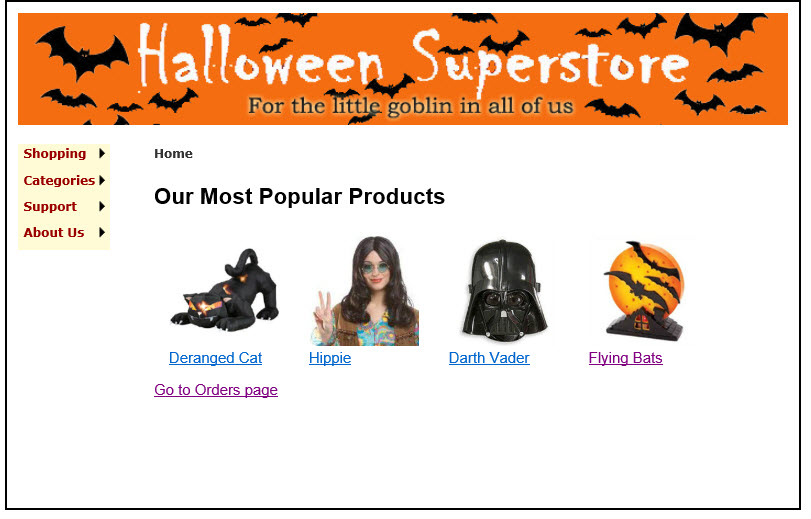 Halloween Superstore
For the little goblin in all of us
Shopping
Categories
Support
About Us
Home
Our Most Popular Products
Deranged Cat
Hippie
Darth Vader
Flying Bats
Go to Orders page